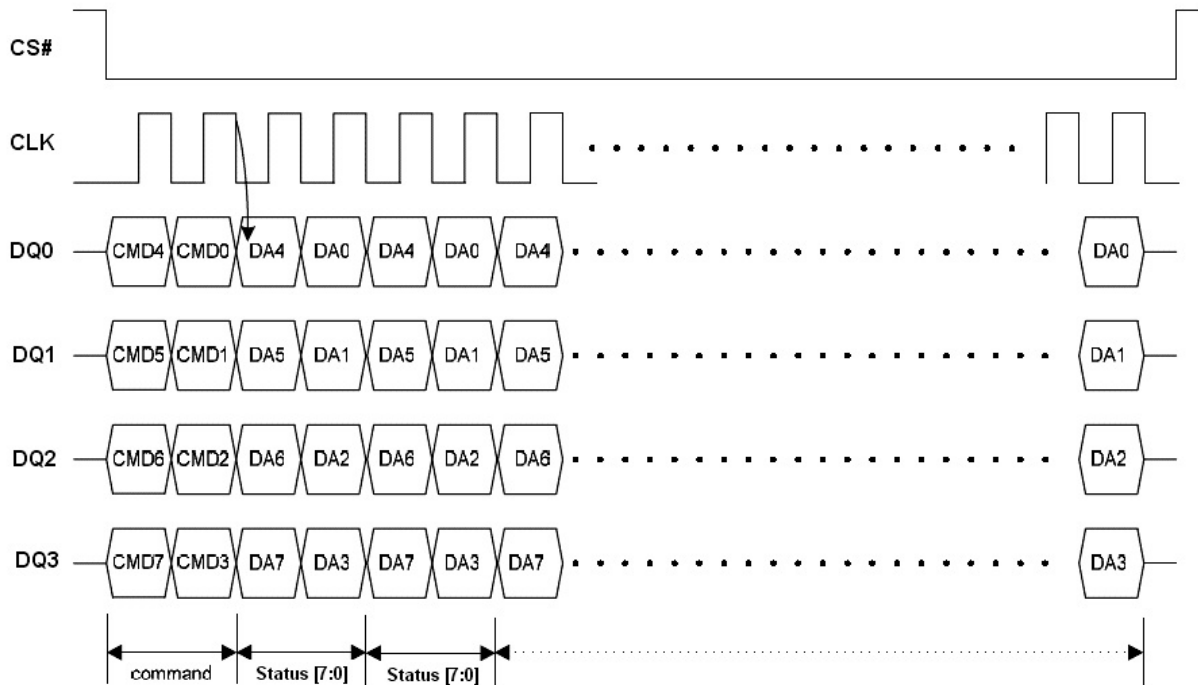 CS#
CLK
DQ0 CMD4 CMD0 DA4 DA0 DA4 DA0 DA4 DA0
DQ1 CMD5 CMD1 DA5 DA1 DA5 DA1 DA5 DA1
DQ2 CMD6 CMD2 DA6 DA2 DA6 DA2 DA6 DA2
DQ3 CMD7 CMD3 DA7 DA3 DA7 DA3 DA7 DA3
command Status [7:0] Status [7:0]